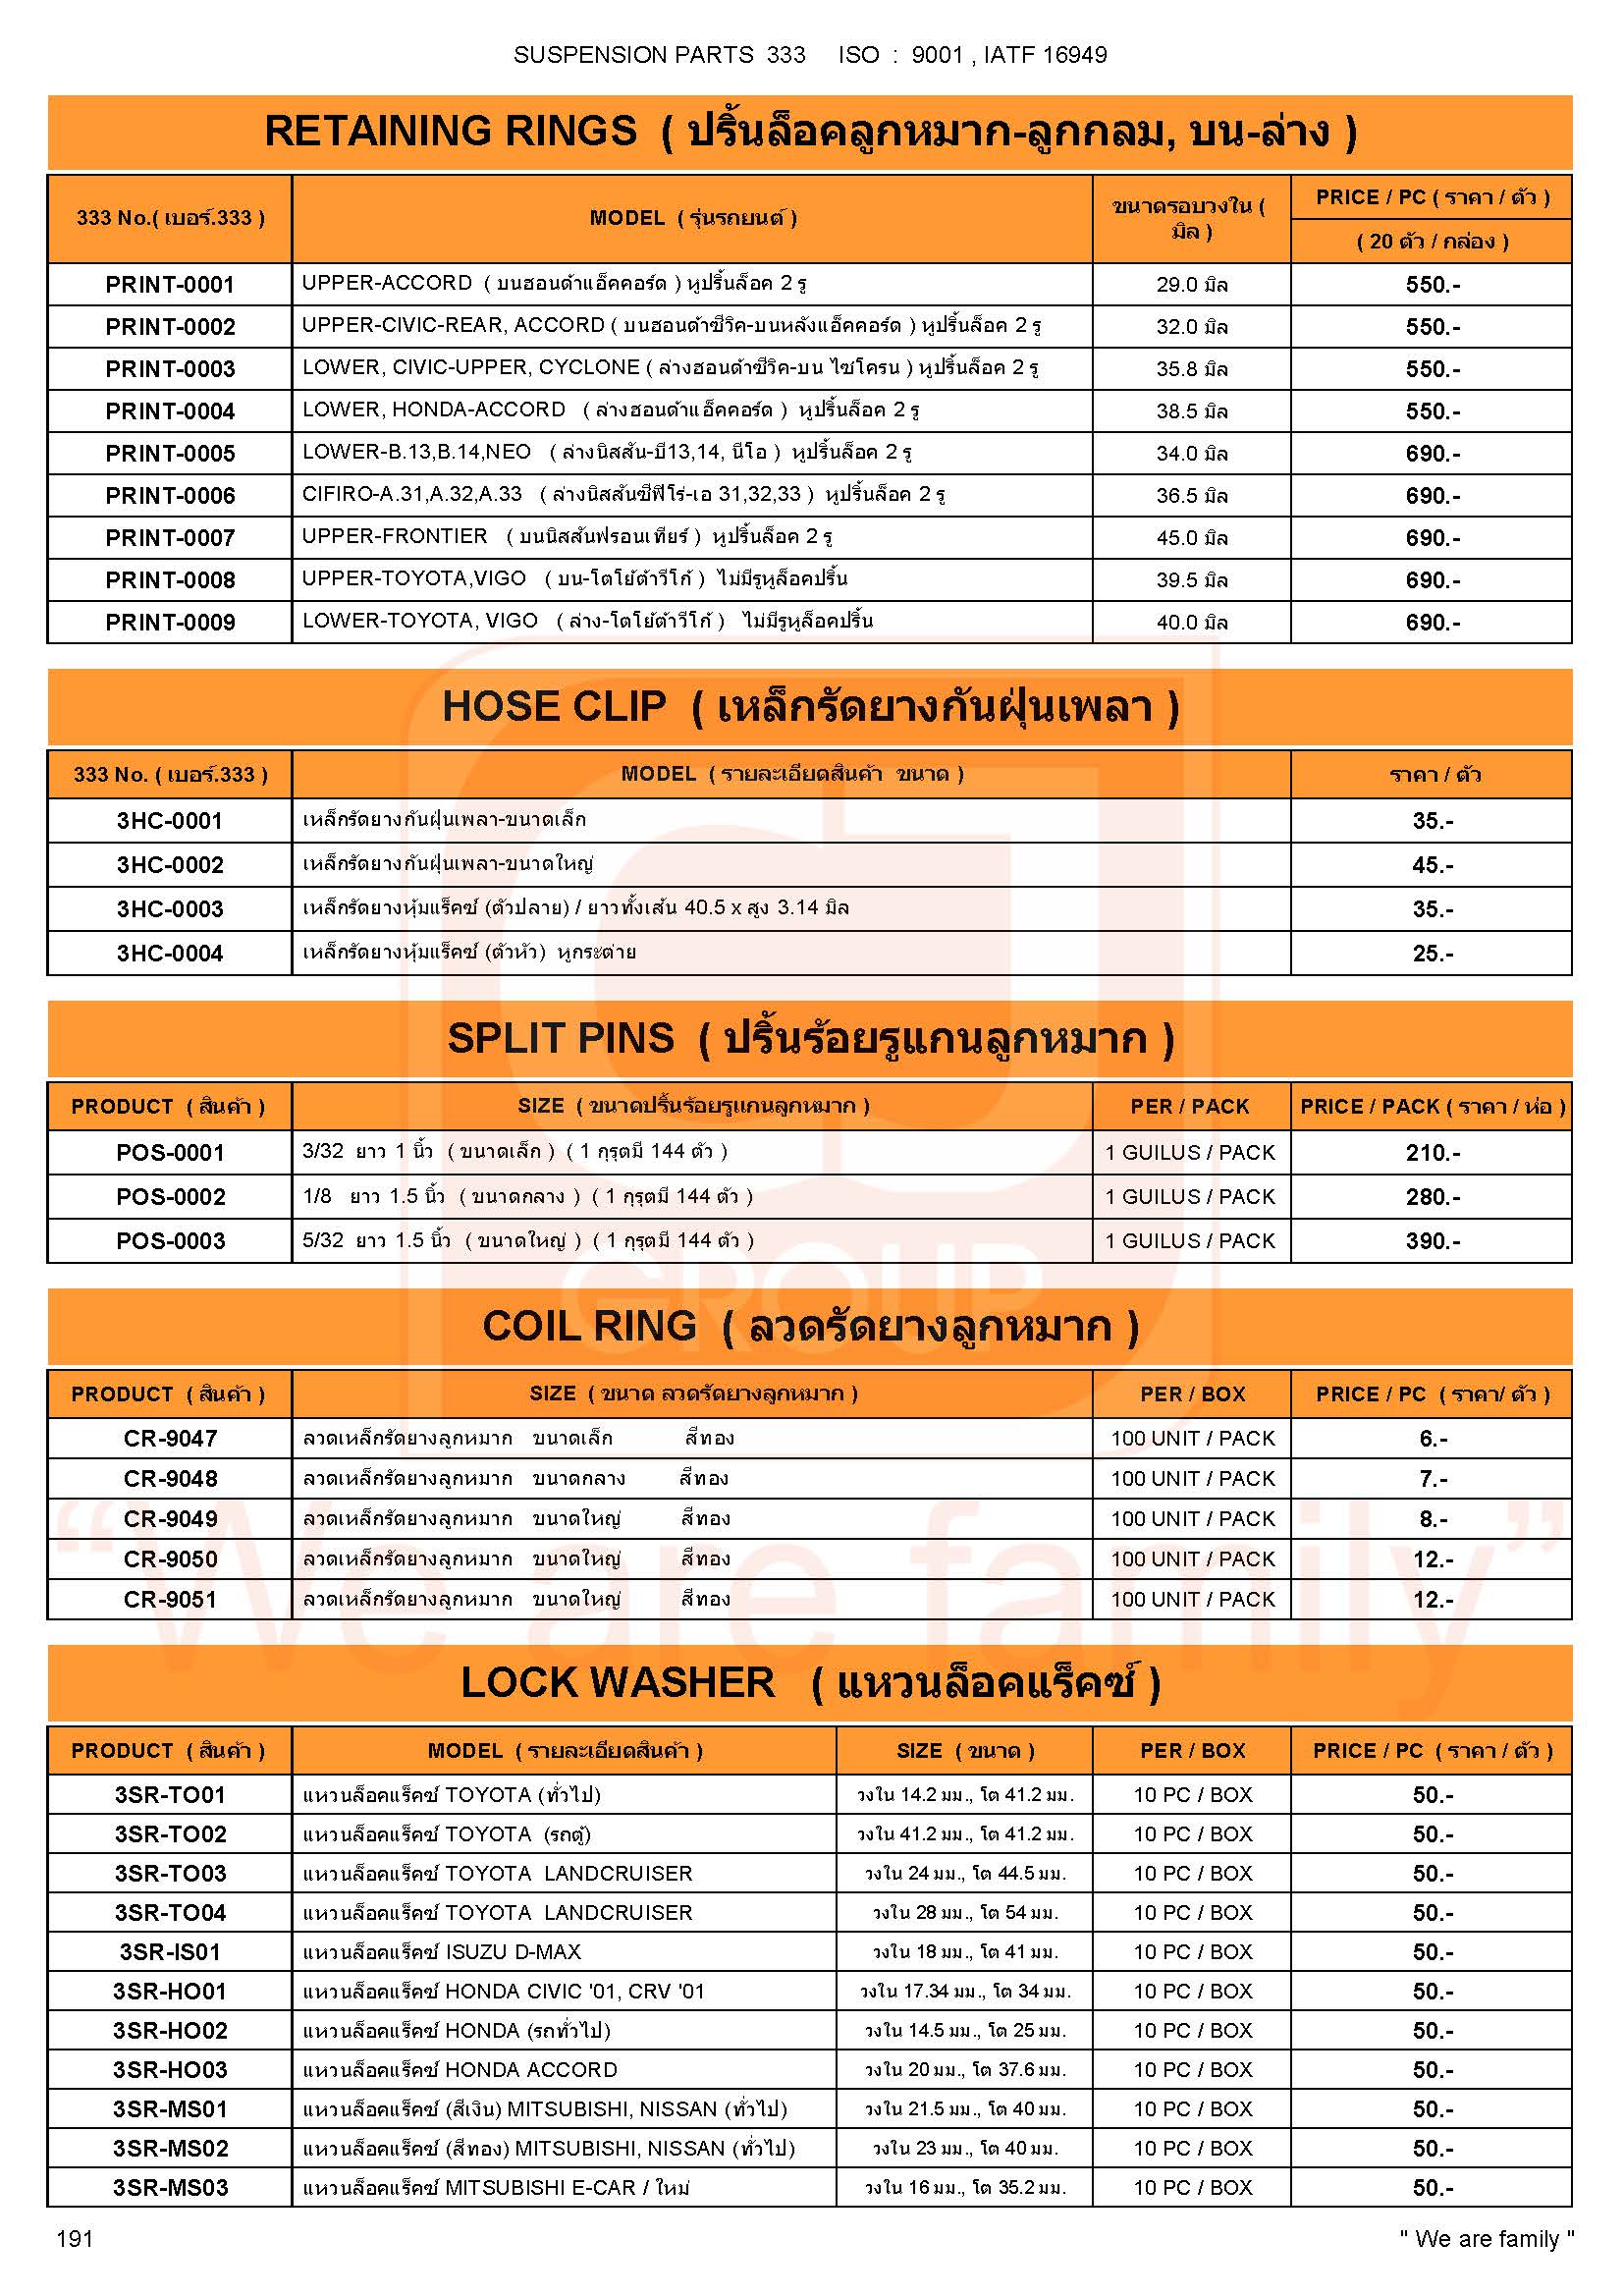 SUSPENSION PARTS  333     ISO  :  9001 , IATF 16949
RETAINING RINGS  ( ปริ้นล็อคลูกหมาก-ลูกกลม, บน-ล่าง )
333 No.( เบอร์.333 ) MODEL  ( รุ่นรถยนต์ ) ขนาดรอบวงใน ( มิล ) PRICE / PC ( ราคา / ตัว )
( 20 ตัว / กล่อง )
PRINT-0001 UPPER-ACCORD  ( บนฮอนด้าแอ็คคอร์ด ) หูปริ้นล็อค 2 รู 29.0 มิล 550.-
PRINT-0002 UPPER-CIVIC-REAR, ACCORD ( บนฮอนด้าซีวิค-บนหลังแอ็คคอร์ด ) หูปริ้นล็อค 2 รู 32.0 มิล 550.-
PRINT-0003 LOWER, CIVIC-UPPER, CYCLONE ( ล่างฮอนด้าซีวิค-บน ไซโครน ) หูปริ้นล็อค 2 รู 35.8 มิล 550.-
PRINT-0004 LOWER, HONDA-ACCORD   ( ล่างฮอนด้าแอ็คคอร์ด )  หูปริ้นล็อค 2 รู 38.5 มิล 550.-
PRINT-0005 LOWER-B.13,B.14,NEO   ( ล่างนิสสัน-บี13,14, นีโอ )  หูปริ้นล็อค 2 รู 34.0 มิล 690.-
PRINT-0006 CIFIRO-A.31,A.32,A.33   ( ล่างนิสสันซีฟีโร่-เอ 31,32,33 )  หูปริ้นล็อค 2 รู 36.5 มิล 690.-
PRINT-0007 UPPER-FRONTIER   ( บนนิสสันฟรอนเทียร์ )  หูปริ้นล็อค 2 รู 45.0 มิล 690.-
PRINT-0008 UPPER-TOYOTA,VIGO   ( บน-โตโย้ต้าวีโก้ )  ไม่มีรูหูล็อคปริ้น 39.5 มิล 690.-
PRINT-0009 LOWER-TOYOTA, VIGO   ( ล่าง-โตโย้ต้าวีโก้ )   ไม่มีรูหูล็อคปริ้น 40.0 มิล 690.-
HOSE CLIP  ( เหล็กรัดยางกันฝุ่นเพลา )
333 No. ( เบอร์.333 ) MODEL  ( รายละเอียดสินค้า  ขนาด ) ราคา / ตัว
3HC-0001 เหล็กรัดยางกันฝุ่นเพลา-ขนาดเล็ก 35.-
3HC-0002 เหล็กรัดยางกันฝุ่นเพลา-ขนาดใหญ่ 45.-
3HC-0003 เหล็กรัดยางหุ้มแร็คซ์ (ตัวปลาย) / ยาวทั้งเส้น 40.5 x สูง 3.14 มิล 35.-
3HC-0004 เหล็กรัดยางหุ้มแร็คซ์ (ตัวหัว)  หูกระต่าย 25.-
SPLIT PINS  ( ปริ้นร้อยรูแกนลูกหมาก )
PRODUCT  ( สินค้า ) SIZE  ( ขนาดปริ้นร้อยรูแกนลูกหมาก ) PER / PACK PRICE / PACK ( ราคา / ห่อ )
POS-0001 3/32  ยาว 1 นิ้ว  ( ขนาดเล็ก )  ( 1 กุรุตมี 144 ตัว ) 1 GUILUS / PACK 210.-
POS-0002 1/8   ยาว 1.5 นิ้ว  ( ขนาดกลาง )  ( 1 กุรุตมี 144 ตัว ) 1 GUILUS / PACK 280.-
POS-0003 5/32  ยาว 1.5 นิ้ว  ( ขนาดใหญ่ )  ( 1 กุรุตมี 144 ตัว ) 1 GUILUS / PACK 390.-
GROUP
COIL RING  ( ลวดรัดยางลูกหมาก )
PRODUCT  ( สินค้า ) SIZE  ( ขนาด ลวดรัดยางลูกหมาก ) PER / BOX PRICE / PC  ( ราคา/ ตัว )
CR-9047 ลวดเหล็กรัดยางลูกหมาก   ขนาดเล็ก   สีทอง 100 UNIT / PACK 6.-
CR-9048 ลวดเหล็กรัดยางลูกหมาก   ขนาดกลาง   สีทอง 100 UNIT / PACK 7.-
CR-9049 ลวดเหล็กรัดยางลูกหมาก   ขนาดใหญ่   สีทอง 100 UNIT / PACK 8.-
CR-9050 ลวดเหล็กรัดยางลูกหมาก   ขนาดใหญ่   สีทอง 100 UNIT / PACK 12.-
CR-9051 ลวดเหล็กรัดยางลูกหมาก   ขนาดใหญ่   สีทอง 100 UNIT / PACK 12.-
“We are family”
LOCK WASHER   ( แหวนล็อคแร็คซ์ )
PRODUCT  ( สินค้า ) MODEL  ( รายละเอียดสินค้า ) SIZE  ( ขนาด ) PER / BOX PRICE / PC  ( ราคา / ตัว )
3SR-TO01 แหวนล็อคแร็คซ์ TOYOTA (ทั่วไป) วงใน 14.2 มม., โต 41.2 มม. 10 PC / BOX 50.-
3SR-TO02 แหวนล็อคแร็คซ์ TOYOTA  (รถตู้) วงใน 41.2 มม., โต 41.2 มม. 10 PC / BOX 50.-
3SR-TO03 แหวนล็อคแร็คซ์ TOYOTA  LANDCRUISER วงใน 24 มม., โต 44.5 มม. 10 PC / BOX 50.-
3SR-TO04 แหวนล็อคแร็คซ์ TOYOTA  LANDCRUISER วงใน 28 มม., โต 54 มม. 10 PC / BOX 50.-
3SR-IS01 แหวนล็อคแร็คซ์ ISUZU D-MAX วงใน 18 มม., โต 41 มม. 10 PC / BOX 50.-
3SR-HO01 แหวนล็อคแร็คซ์ HONDA CIVIC '01, CRV '01 วงใน 17.34 มม., โต 34 มม. 10 PC / BOX 50.-
3SR-HO02 แหวนล็อคแร็คซ์ HONDA (รถทั่วไป) วงใน 14.5 มม., โต 25 มม. 10 PC / BOX 50.-
3SR-HO03 แหวนล็อคแร็คซ์ HONDA ACCORD วงใน 20 มม., โต 37.6 มม. 10 PC / BOX 50.-
3SR-MS01 แหวนล็อคแร็คซ์ (สีเงิน) MITSUBISHI, NISSAN (ทั่วไป) วงใน 21.5 มม., โต 40 มม. 10 PC / BOX 50.-
3SR-MS02 แหวนล็อคแร็คซ์ (สีทอง) MITSUBISHI, NISSAN (ทั่วไป) วงใน 23 มม., โต 40 มม. 10 PC / BOX 50.-
3SR-MS03 แหวนล็อคแร็คซ์ MITSUBISHI E-CAR / ใหม่ วงใน 16 มม., โต 35.2 มม. 10 PC / BOX 50.-
191 " We are family "